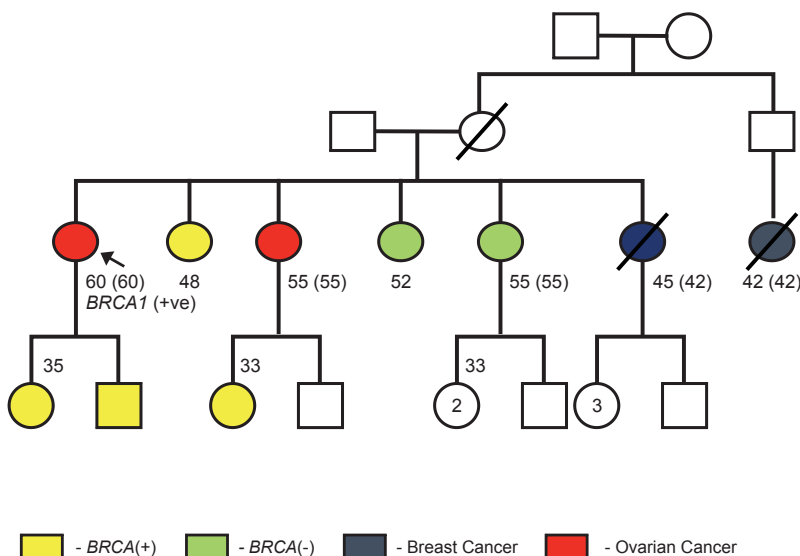 60 (60) 48 55 (55) 52 55 (55) 45 (42) 42 (42)
BRCA1 (+ve)
35 33 33
2 3
- BRCA(+) - BRCA(-) - Breast Cancer - Ovarian Cancer